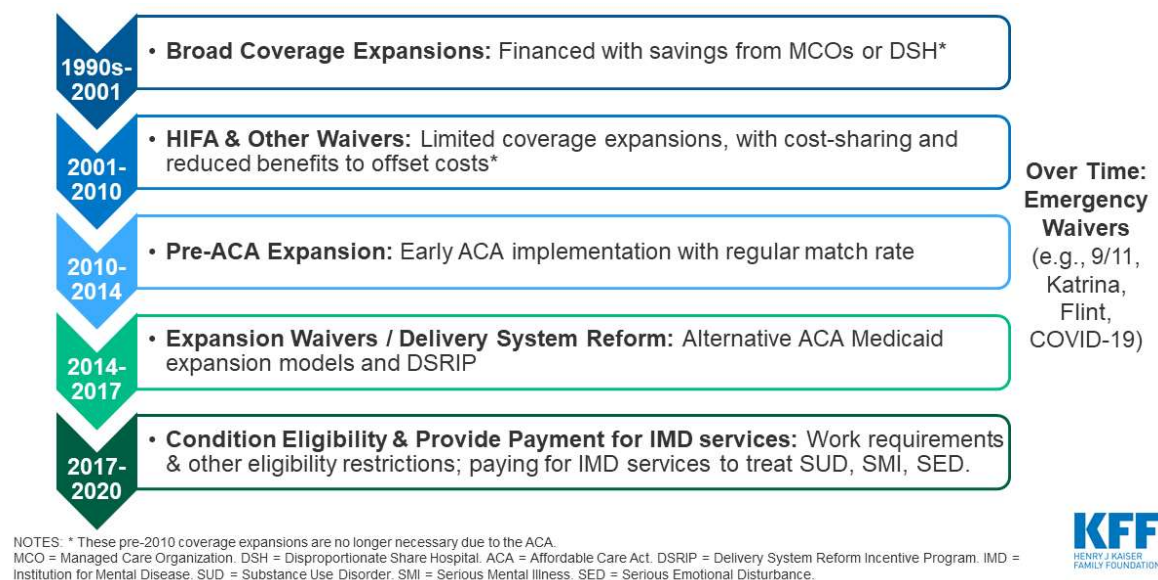 1990s-
2001
• Broad Coverage Expansions: Financed with savings from MCOs or DSH*
2001-
2010
• HIFA & Other Waivers: Limited coverage expansions, with cost-sharing and
reduced benefits to offset costs*
2010-
2014
• Pre-ACA Expansion: Early ACA implementation with regular match rate
2014-
2017
• Expansion Waivers / Delivery System Reform: Alternative ACA Medicaid
expansion models and DSRIP
2017-
2020
• Condition Eligibility & Provide Payment for IMD services: Work requirements
& other eligibility restrictions; paying for IMD services to treat SUD, SMI, SED.
Over Time:
Emergency
Waivers
(e.g., 9/11,
Katrina,
Flint,
COVID-19)
NOTES: * These pre-2010 coverage expansions are no longer necessary due to the ACA.
MCO = Managed Care Organization. DSH = Disproportionate Share Hospital. ACA = Affordable Care Act. DSRIP = Delivery System Reform Incentive Program. IMD =
Institution for Mental Disease. SUD = Substance Use Disorder. SMI = Serious Mental Illness. SED = Serious Emotional Disturbance.
KFF
HENRY J KAISER
FAMILY FOUNDATION